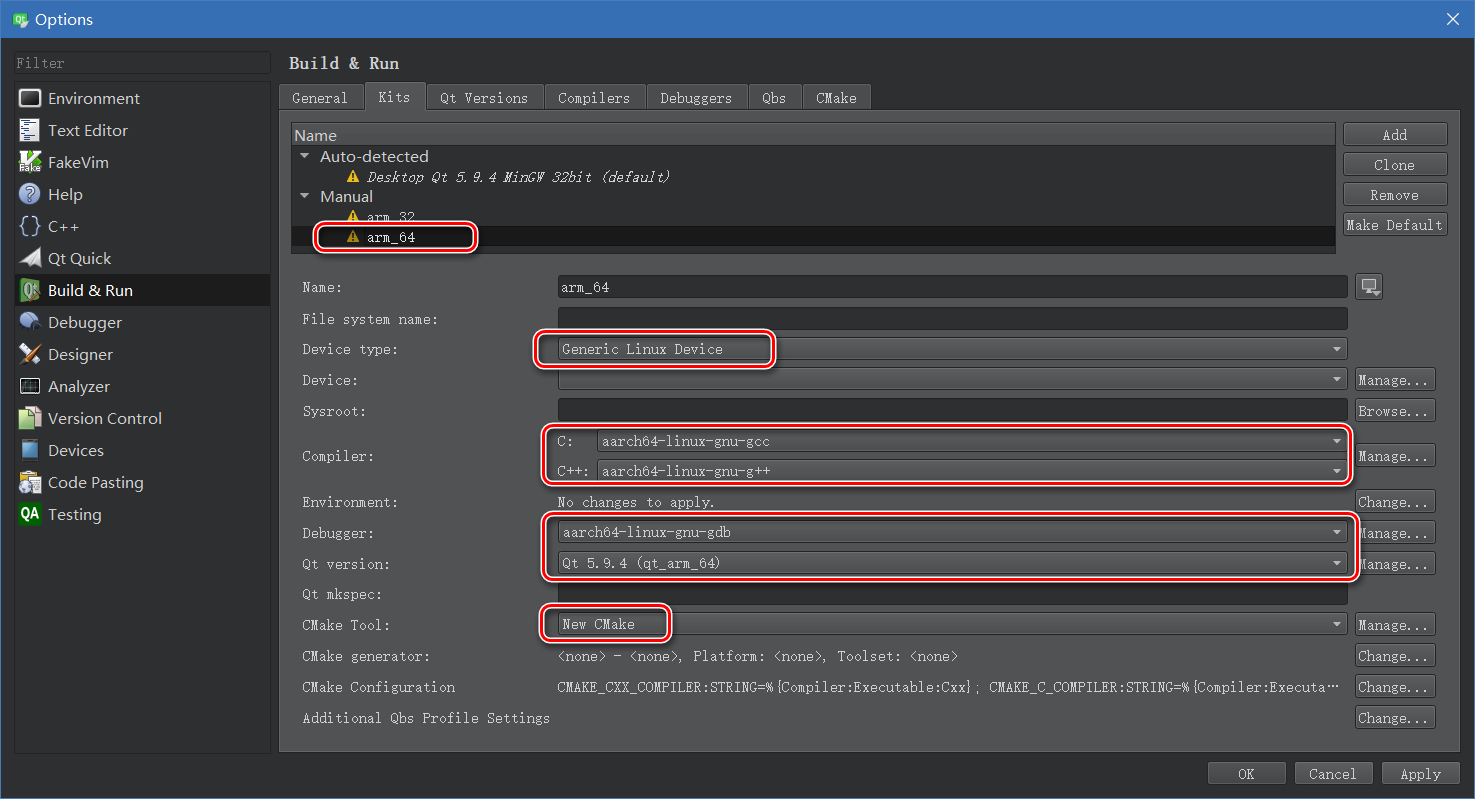 Options
Filter
Environment
Text Editor
FakeVim
Help
C++
Qt Quick
Build & Run
Debugger
Designer
Analyzer
Version Control
Devices
Code Pasting
QA Testing
Build & Run
General Kits Qt Versions Compilers Debuggers Qbs CMake
Name
Auto-detected
Desktop Qt 5.9.4 MinGW 32bit (default)
Manual
arm_32
arm_64
Add
Clone
Remove
Make Default
Name: arm_64
File system name:
Device type: Generic Linux Device
Device: Manage...
Sysroot: Browse...
Compiler: C: aarch64-linux-gnu-gcc
C++: aarch64-linux-gnu-g++ Manage...
Environment: No changes to apply. Change...
Debugger: aarch64-linux-gnu-gdb Manage...
Qt version: Qt 5.9.4 (qt_arm_64) Manage...
Qt mkspec:
CMake Tool: New CMake Manage...
CMake generator: <none> - <none>, Platform: <none>, Toolset: <none> Change...
CMake Configuration CMAKE_CXX_COMPILER:STRING=%{Compiler:Executable:Cxx}; CMAKE_C_COMPILER:STRING=%{Compiler:Executa… Change...
Additional Qbs Profile Settings Change...
OK Cancel Apply